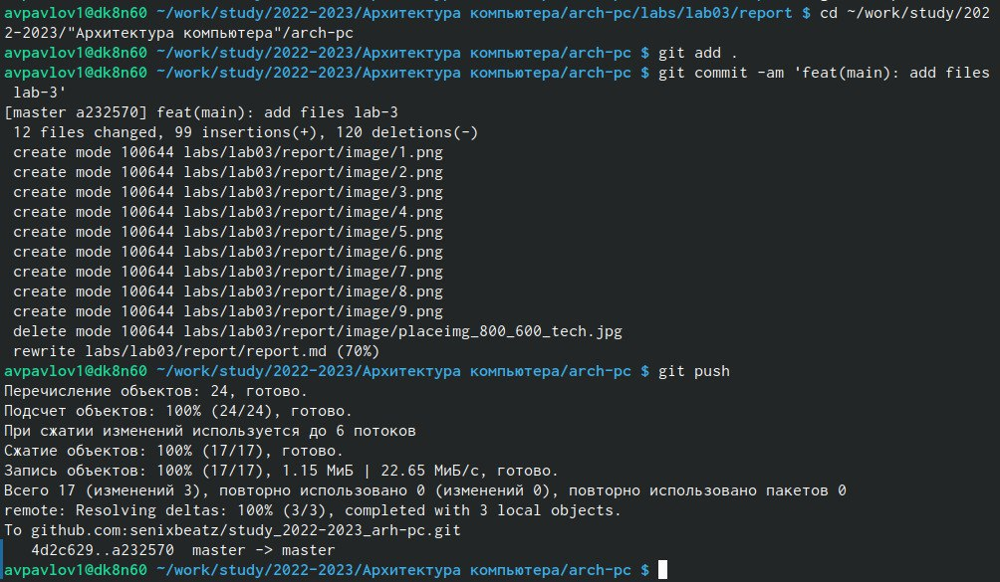 avpavlov1@dk8n60 ~/work/study/2022-2023/Архитектура компьютера/arch-pc/labs/lab03/report $ cd ~/work/study/202
2-2023/"Архитектура компьютера"/arch-pc
avpavlov1@dk8n60 ~/work/study/2022-2023/Архитектура компьютера/arch-pc $ git add .
avpavlov1@dk8n60 ~/work/study/2022-2023/Архитектура компьютера/arch-pc $ git commit -am 'feat(main): add files
 lab-3'
[master a232570] feat(main): add files lab-3
 12 files changed, 99 insertions(+), 120 deletions(-)
 create mode 100644 labs/lab03/report/image/1.png
 create mode 100644 labs/lab03/report/image/2.png
 create mode 100644 labs/lab03/report/image/3.png
 create mode 100644 labs/lab03/report/image/4.png
 create mode 100644 labs/lab03/report/image/5.png
 create mode 100644 labs/lab03/report/image/6.png
 create mode 100644 labs/lab03/report/image/7.png
 create mode 100644 labs/lab03/report/image/8.png
 create mode 100644 labs/lab03/report/image/9.png
 delete mode 100644 labs/lab03/report/image/placeimg_800_600_tech.jpg
 rewrite labs/lab03/report/report.md (70%)
avpavlov1@dk8n60 ~/work/study/2022-2023/Архитектура компьютера/arch-pc $ git push
Перечисление объектов: 24, готово.
Подсчет объектов: 100% (24/24), готово.
При сжатии изменений используется до 6 потоков
Сжатие объектов: 100% (17/17), готово.
Запись объектов: 100% (17/17), 1.15 МиБ | 22.65 МиБ/с, готово.
Всего 17 (изменений 3), повторно использовано 0 (изменений 0), повторно использовано пакетов 0
remote: Resolving deltas: 100% (3/3), completed with 3 local objects.
To github.com:senixbeatz/study_2022-2023_arh-pc.git
   4d2c629..a232570  master -> master
avpavlov1@dk8n60 ~/work/study/2022-2023/Архитектура компьютера/arch-pc $